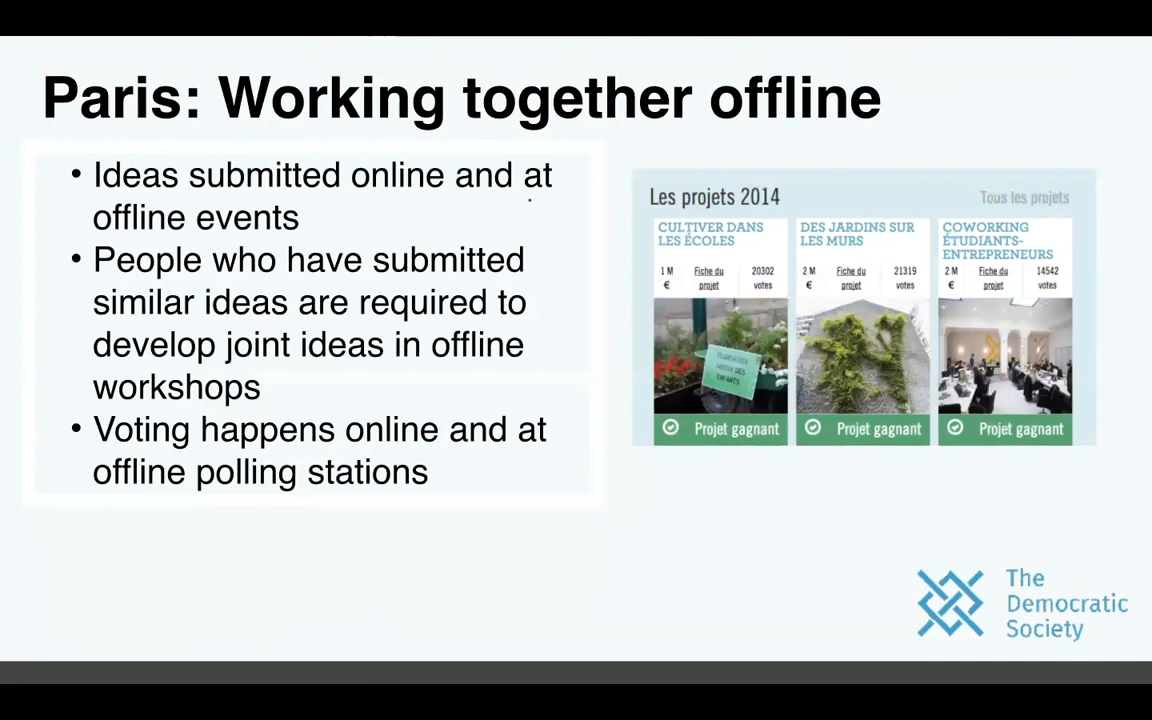 Paris: Working together offline
• Ideas submitted online and at
offline events
• People who have submitted
similar ideas are required to
develop joint ideas in offline
workshops
• Voting happens online and at
offline polling stations
Les projets 2014
Tous les projets
CULTIVER DANS
LES ÉCOLES
1 M
€
Fiche du
projet
20302
votes
PLANTATION
JARDIN DES
ENFANTS
Projet gagnant
DES JARDINS SUR
LES MURS
2 M
€
Fiche du
projet
21319
votes
Projet gagnant
COWORKING
ÉTUDIANTS-
ENTREPRENEURS
2 M
€
Fiche du
projet
14542
votes
Projet gagnant
The
Democratic
Society